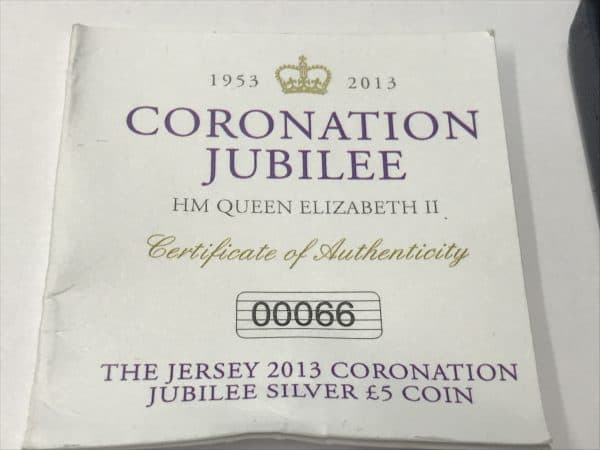 1953 2013
CORONATION
JUBILEE
HM QUEEN ELIZABETH II
Certificate of Authenticity
00066
THE JERSEY 2013 CORONATION
JUBILEE SILVER £5 COIN